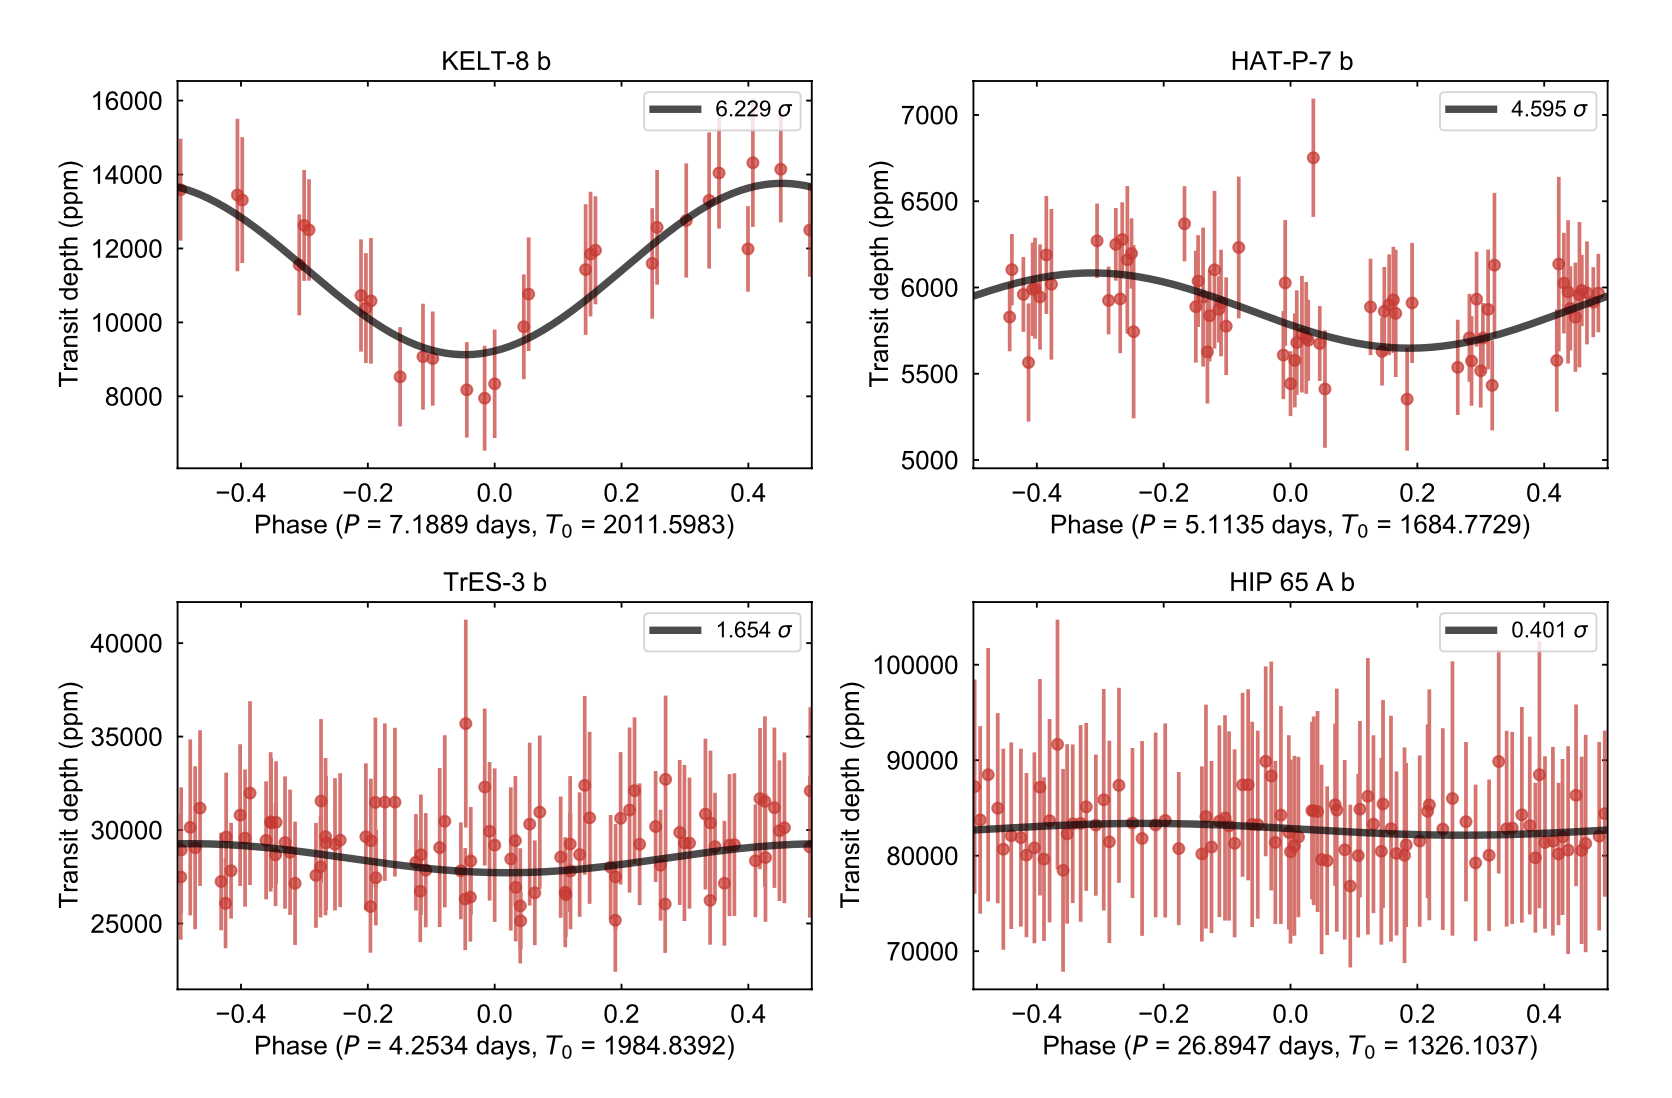 KELT-8 b
6.229 σ
16000
14000
12000
10000
8000
Transit depth (ppm)
−0.4 −0.2 0.0 0.2 0.4
Phase (P = 7.1889 days, T₀ = 2011.5983)
HAT-P-7 b
4.595 σ
7000
6500
6000
5500
5000
Transit depth (ppm)
−0.4 −0.2 0.0 0.2 0.4
Phase (P = 5.1135 days, T₀ = 1684.7729)
TrES-3 b
1.654 σ
40000
35000
30000
25000
Transit depth (ppm)
−0.4 −0.2 0.0 0.2 0.4
Phase (P = 4.2534 days, T₀ = 1984.8392)
HIP 65 A b
0.401 σ
100000
90000
80000
70000
Transit depth (ppm)
−0.4 −0.2 0.0 0.2 0.4
Phase (P = 26.8947 days, T₀ = 1326.1037)